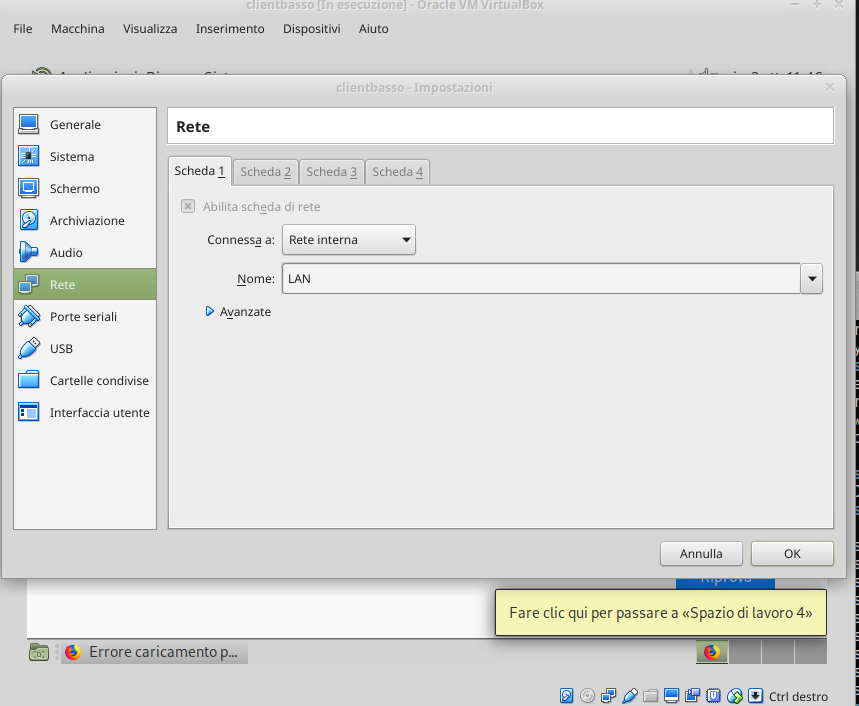 clientbasso [In esecuzione] - Oracle VM VirtualBox
File Macchina Visualizza Inserimento Dispositivi Aiuto
clientbasso - Impostazioni
Generale
Sistema
Schermo
Archiviazione
Audio
Rete
Porte seriali
USB
Cartelle condivise
Interfaccia utente
Rete
Scheda 1 Scheda 2 Scheda 3 Scheda 4
Abilita scheda di rete
Connessa a: Rete interna
Nome: LAN
Avanzate
Annulla OK
Riprova
Fare clic qui per passare a «Spazio di lavoro 4»
Errore caricamento p...
Ctrl destro